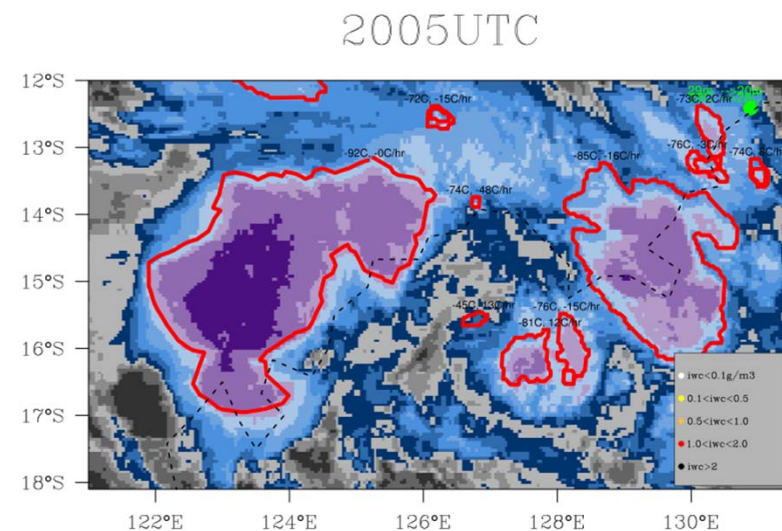 2005UTC
12°S
-72C, -15C/hr
-73C, 2C/hr
13°S
-92C, -0C/hr
-85C, -16C/hr
-76C, -3C/hr
14°S
-74C, -48C/hr
15°S
-45C, 13C/hr
-76C, -15C/hr
-81C, 12C/hr
16°S
iwc<0.1g/m3
0.1<iwc<0.5
17°S
0.5<iwc<1.0
1.0<iwc<2.0
iwc>2
18°S
122°E
124°E
126°E
128°E
130°E